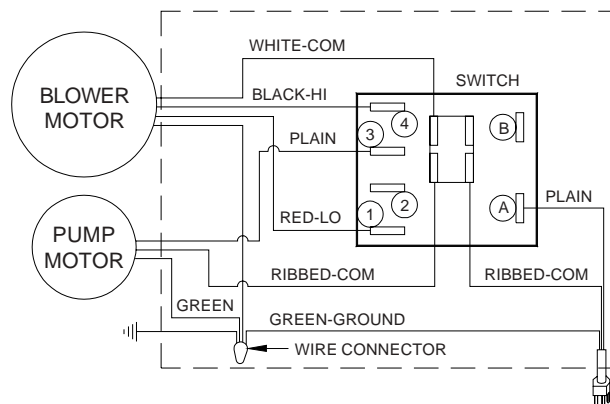 WHITE-COM
SWITCH
BLOWER
MOTOR
BLACK-HI
4
B
3
PLAIN
2
1
A
PLAIN
RED-LO
PUMP
MOTOR
RIBBED-COM
RIBBED-COM
GREEN
GREEN-GROUND
WIRE CONNECTOR